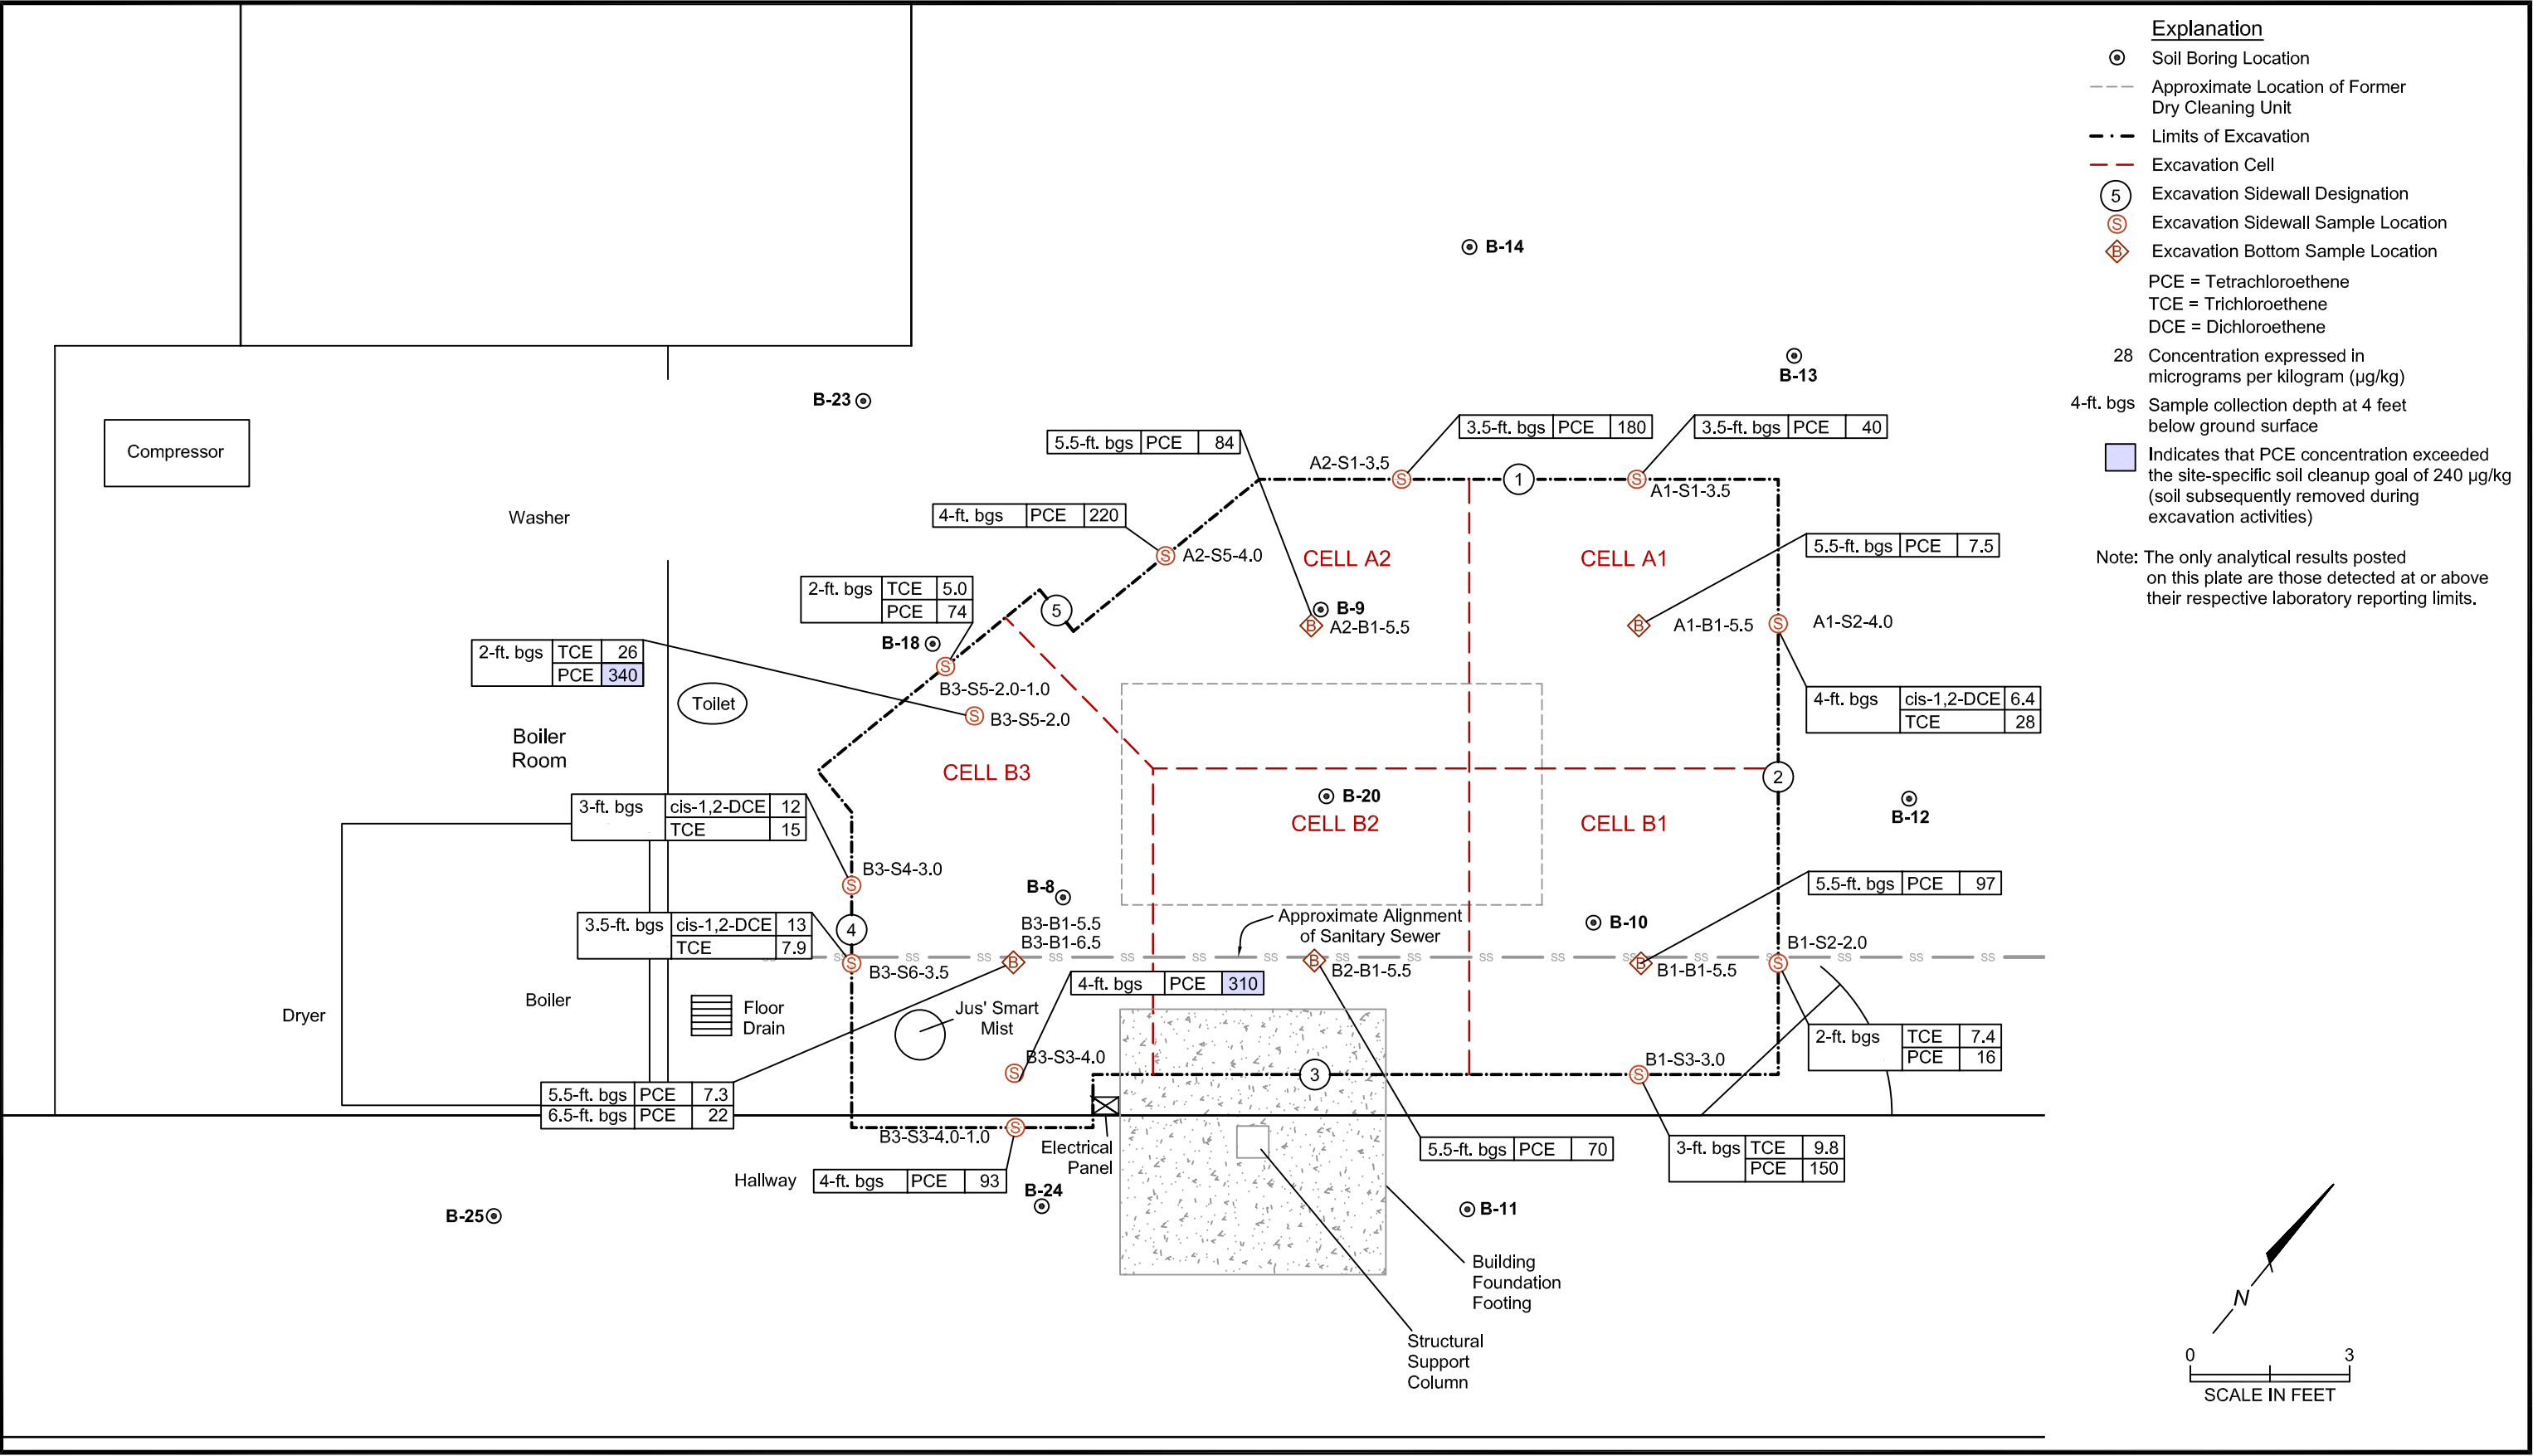 Explanation
Soil Boring Location
Approximate Location of Former
Dry Cleaning Unit
Limits of Excavation
Excavation Cell
5 Excavation Sidewall Designation
S Excavation Sidewall Sample Location
B Excavation Bottom Sample Location
PCE = Tetrachloroethene
TCE = Trichloroethene
DCE = Dichloroethene
28 Concentration expressed in
micrograms per kilogram (µg/kg)
4-ft. bgs Sample collection depth at 4 feet
below ground surface
Indicates that PCE concentration exceeded
the site-specific soil cleanup goal of 240 µg/kg
(soil subsequently removed during
excavation activities)
Note: The only analytical results posted
on this plate are those detected at or above
their respective laboratory reporting limits.
B-14
B-13
B-23
Compressor
Washer
5.5-ft. bgs PCE 84
3.5-ft. bgs PCE 180
3.5-ft. bgs PCE 40
A2-S1-3.5
S
1
S
A1-S1-3.5
4-ft. bgs PCE 220
S
A2-S5-4.0
CELL A2
CELL A1
5.5-ft. bgs PCE 7.5
2-ft. bgs TCE 5.0
PCE 74
5
B-9
B
A2-B1-5.5
B
A1-B1-5.5
S
A1-S2-4.0
B-18
S
2-ft. bgs TCE 26
PCE 340
B3-S5-2.0-1.0
S
B3-S5-2.0
Toilet
4-ft. bgs cis-1,2-DCE 6.4
TCE 28
Boiler
Room
CELL B3
2
B-20
CELL B2
CELL B1
B-12
3-ft. bgs cis-1,2-DCE 12
TCE 15
B3-S4-3.0
S
B-8
5.5-ft. bgs PCE 97
3.5-ft. bgs cis-1,2-DCE 13
TCE 7.9
4
B3-B1-5.5
B3-B1-6.5
Approximate Alignment
of Sanitary Sewer
B-10
B1-S2-2.0
SS SS SS SS SS SS SS SS SS SS SS SS SS SS SS
S
B3-S6-3.5
B
B
B2-B1-5.5
B
B1-B1-5.5
S
4-ft. bgs PCE 310
Dryer
Boiler
Floor
Drain
Jus' Smart
Mist
2-ft. bgs TCE 7.4
PCE 16
B3-S3-4.0
S
3
B1-S3-3.0
S
5.5-ft. bgs PCE 7.3
6.5-ft. bgs PCE 22
B3-S3-4.0-1.0
S
Electrical
Panel
5.5-ft. bgs PCE 70
3-ft. bgs TCE 9.8
PCE 150
Hallway
4-ft. bgs PCE 93
B-24
B-25
B-11
Building
Foundation
Footing
Structural
Support
Column
N
0 3
SCALE IN FEET